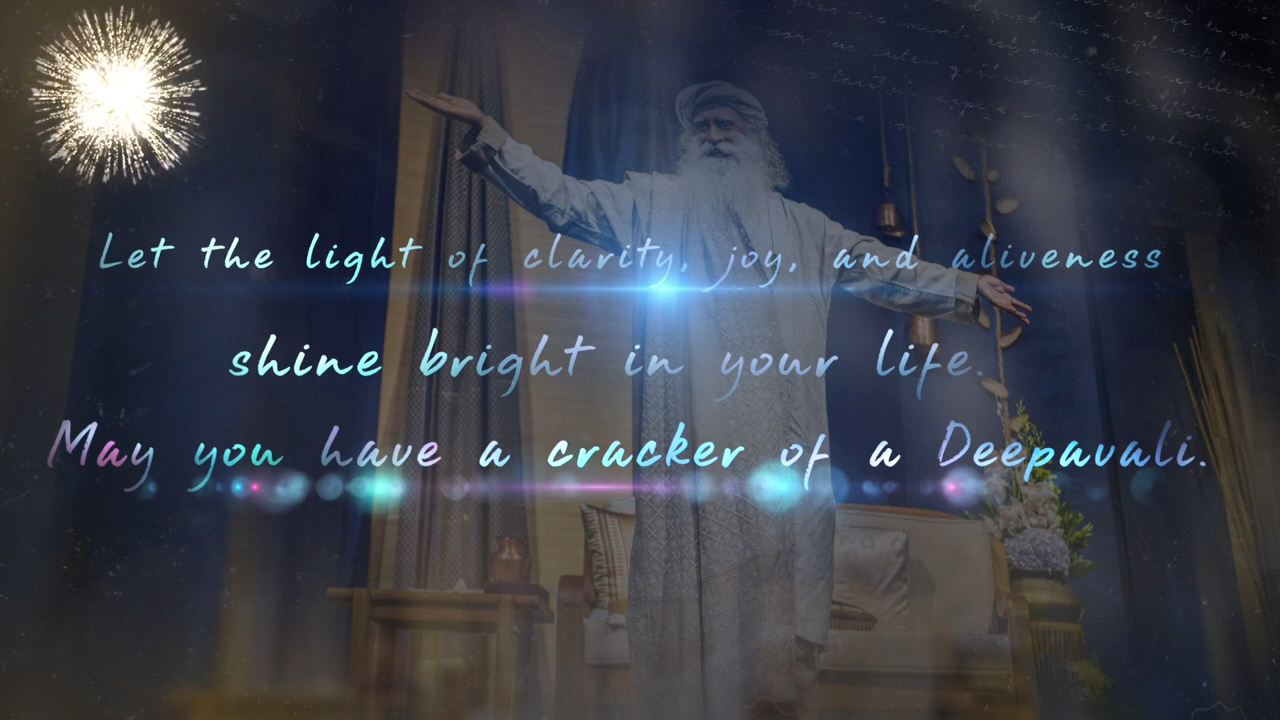 Let the light of clarity, joy, and aliveness
shine bright in your life.
May you have a cracker of a Deepavali.